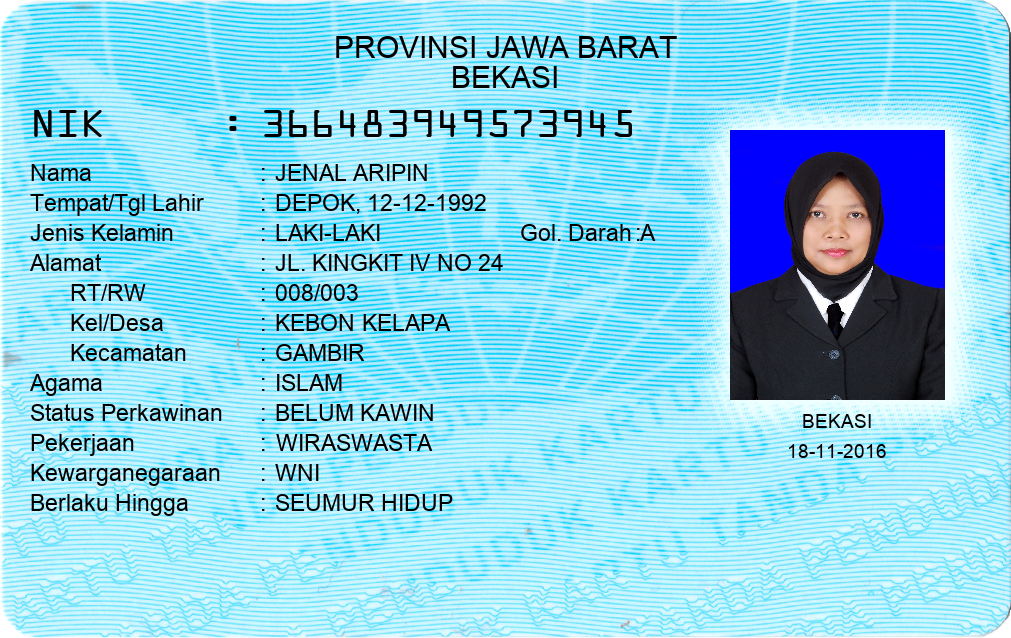 PROVINSI JAWA BARAT
BEKASI
NIK : 3664839495739​45
Nama : JENAL ARIPIN
Tempat/Tgl Lahir : DEPOK, 12-12-1992
Jenis Kelamin : LAKI-LAKI Gol. Darah :A
Alamat : JL. KINGKIT IV NO 24
RT/RW : 008/003
Kel/Desa : KEBON KELAPA
Kecamatan : GAMBIR
Agama : ISLAM
Status Perkawinan : BELUM KAWIN
Pekerjaan : WIRASWASTA
Kewarganegaraan : WNI
Berlaku Hingga : SEUMUR HIDUP
BEKASI
18-11-2016